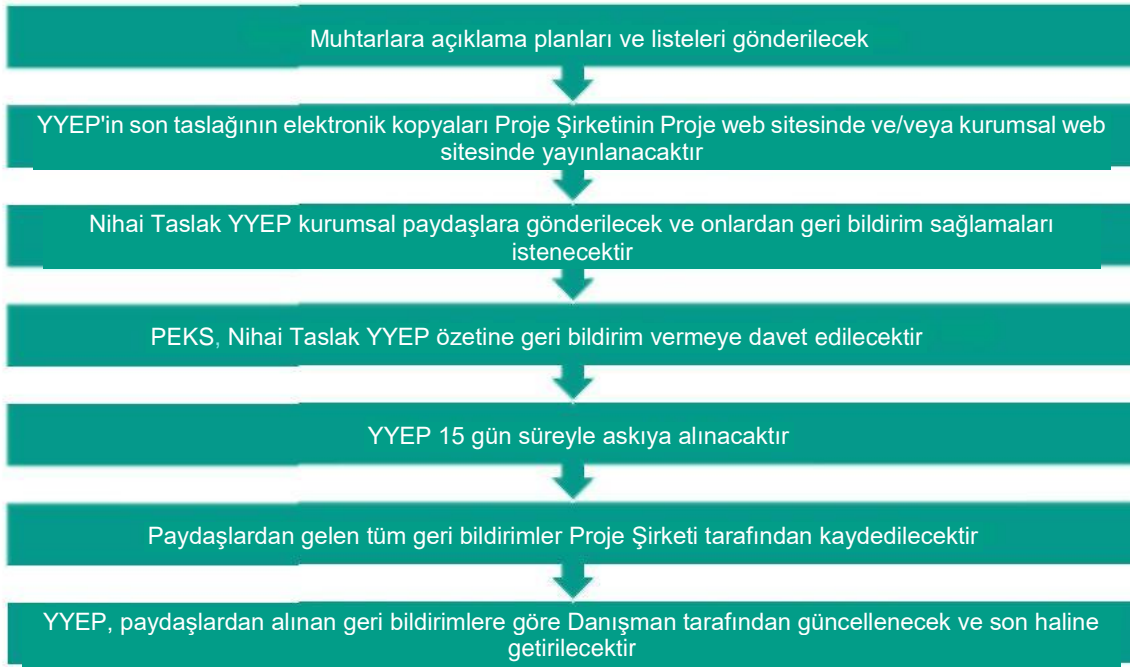 Muhtarlara açıklama planları ve listeleri gönderilecek
YYEP'in son taslağının elektronik kopyaları Proje Şirketinin Proje web sitesinde ve/veya kurumsal web
sitesinde yayınlanacaktır
Nihai Taslak YYEP kurumsal paydaşlara gönderilecek ve onlardan geri bildirim sağlamaları
istenecektir
PEKS, Nihai Taslak YYEP özetine geri bildirim vermeye davet edilecektir
YYEP 15 gün süreyle askıya alınacaktır
Paydaşlardan gelen tüm geri bildirimler Proje Şirketi tarafından kaydedilecektir
YYEP, paydaşlardan alınan geri bildirimlere göre Danışman tarafından güncellenecek ve son haline
getirilecektir